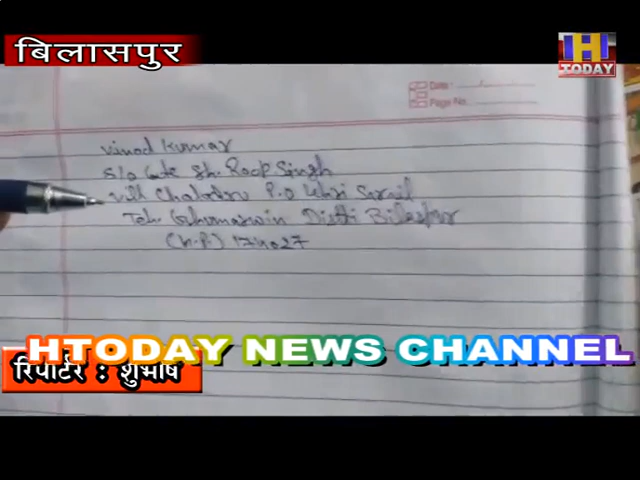 बिलासपुर
H
TODAY
Date :
Page No.
Vinod Kumar
S/o Late Sh. Roop Singh
Vill P.O
Teh. Ghumarwin Distt Bilaspur
(H.P.) 174027
HTODAY NEWS CHANNEL
रिपोर्टर : शुभाष